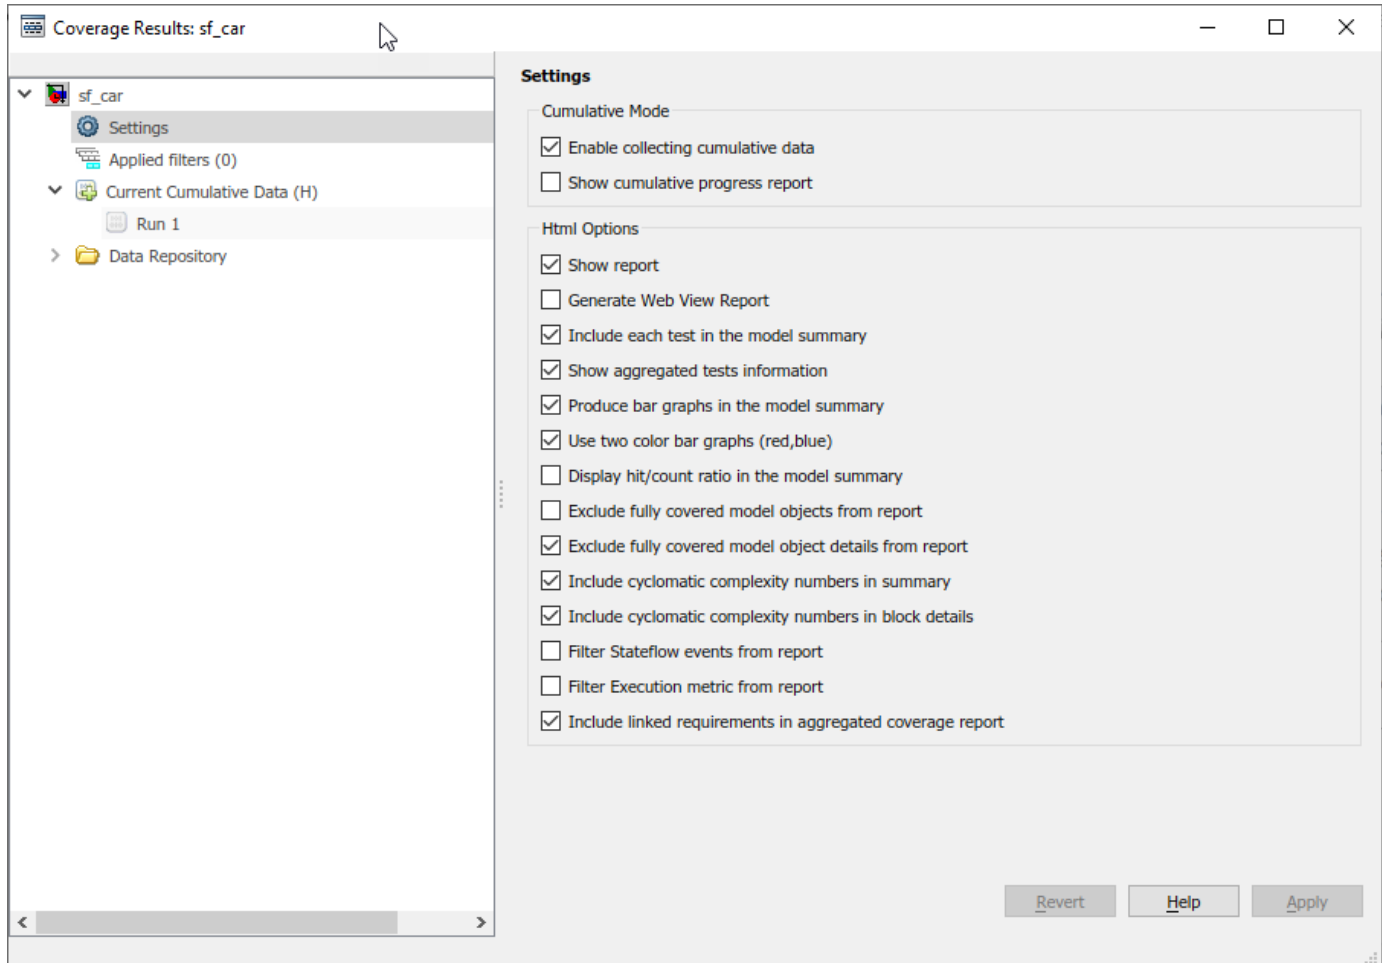 Coverage Results: sf_car
sf_car
Settings
Applied filters (0)
Current Cumulative Data (H)
Run 1
Data Repository
Settings
Cumulative Mode
Enable collecting cumulative data
Show cumulative progress report
Html Options
Show report
Generate Web View Report
Include each test in the model summary
Show aggregated tests information
Produce bar graphs in the model summary
Use two color bar graphs (red,blue)
Display hit/count ratio in the model summary
Exclude fully covered model objects from report
Exclude fully covered model object details from report
Include cyclomatic complexity numbers in summary
Include cyclomatic complexity numbers in block details
Filter Stateflow events from report
Filter Execution metric from report
Include linked requirements in aggregated coverage report
Revert Help Apply